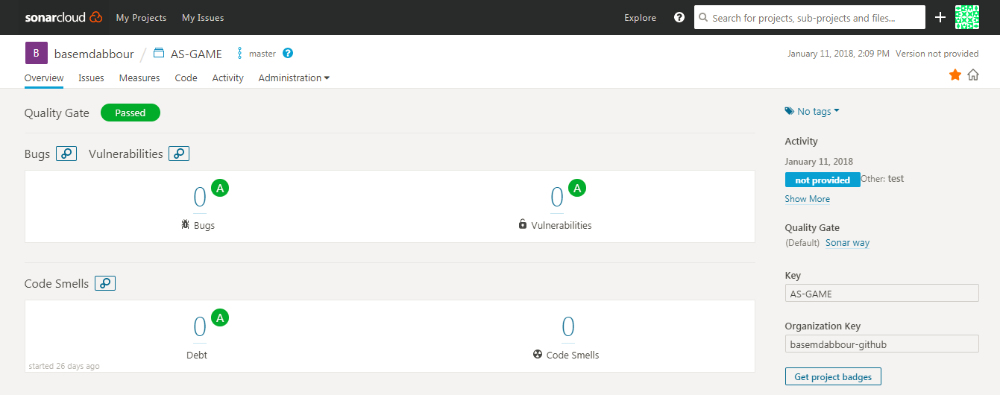 sonarcloud My Projects My Issues Explore ? Search for projects, sub-projects and files...
B basemdabbour / AS-GAME master ? January 11, 2018, 2:09 PM Version not provided
Overview Issues Measures Code Activity Administration
Quality Gate Passed
No tags
Activity
January 11, 2018
not provided Other: test
Show More
Bugs Vulnerabilities
0 A 0 A
Bugs Vulnerabilities
Quality Gate
(Default) Sonar way
Code Smells
Key
AS-GAME
0 A 0
Debt Code Smells
started 26 days ago
Organization Key
basemdabbour-github
Get project badges